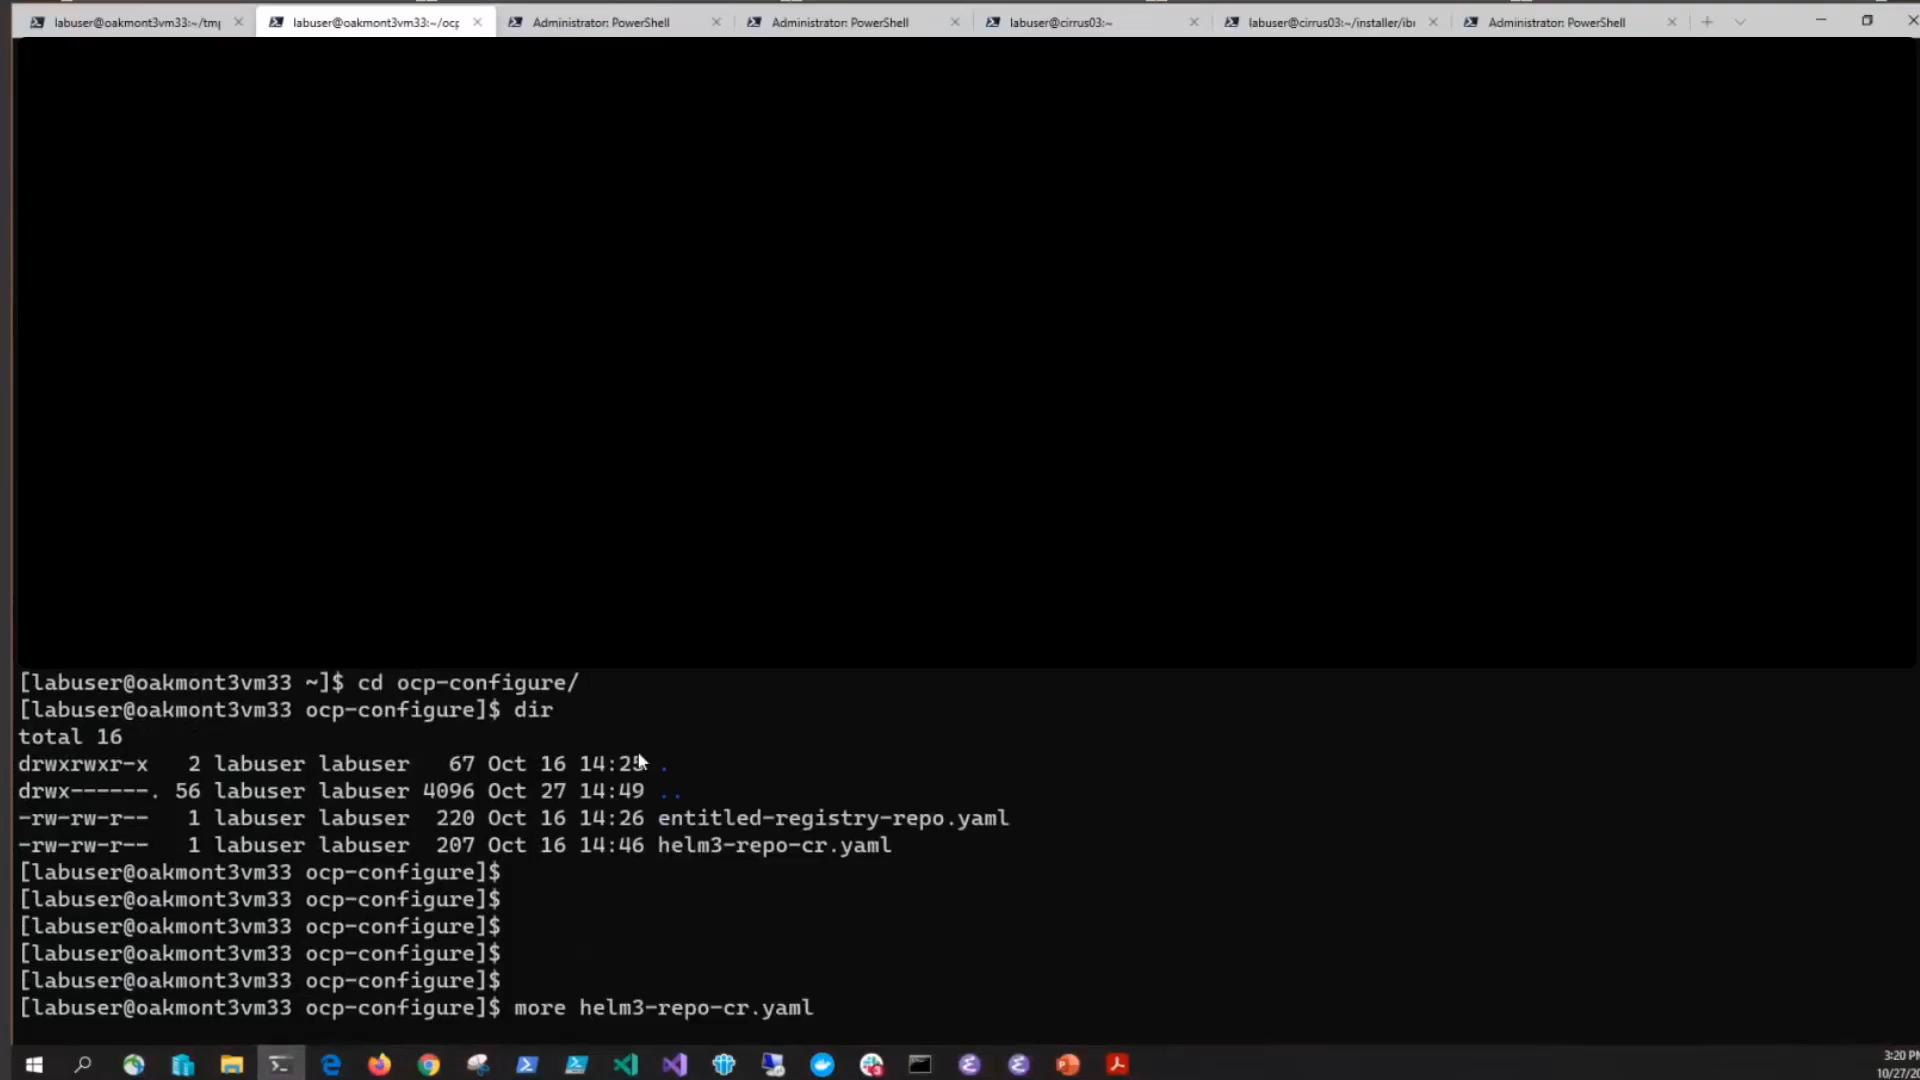 labuser@oakmont3vm33:~/tmp
labuser@oakmont3vm33:~/ocp
Administrator: PowerShell
Administrator: PowerShell
labuser@cirrus03:~
labuser@cirrus03:~/installer/ib
Administrator: PowerShell
[labuser@oakmont3vm33 ~]$ cd ocp-configure/
[labuser@oakmont3vm33 ocp-configure]$ dir
total 16
drwxrwxr-x   2 labuser labuser   67 Oct 16 14:25 .
drwx------. 56 labuser labuser 4096 Oct 27 14:49 ..
-rw-rw-r--   1 labuser labuser  220 Oct 16 14:26 entitled-registry-repo.yaml
-rw-rw-r--   1 labuser labuser  207 Oct 16 14:46 helm3-repo-cr.yaml
[labuser@oakmont3vm33 ocp-configure]$
[labuser@oakmont3vm33 ocp-configure]$
[labuser@oakmont3vm33 ocp-configure]$
[labuser@oakmont3vm33 ocp-configure]$
[labuser@oakmont3vm33 ocp-configure]$
[labuser@oakmont3vm33 ocp-configure]$ more helm3-repo-cr.yaml
3:20 PM
10/27/20